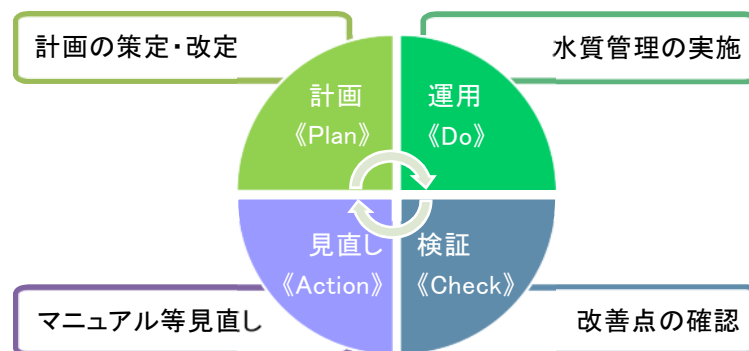 計画の策定・改定
水質管理の実施
計画
《Plan》
運用
《Do》
見直し
《Action》
検証
《Check》
マニュアル等見直し
改善点の確認